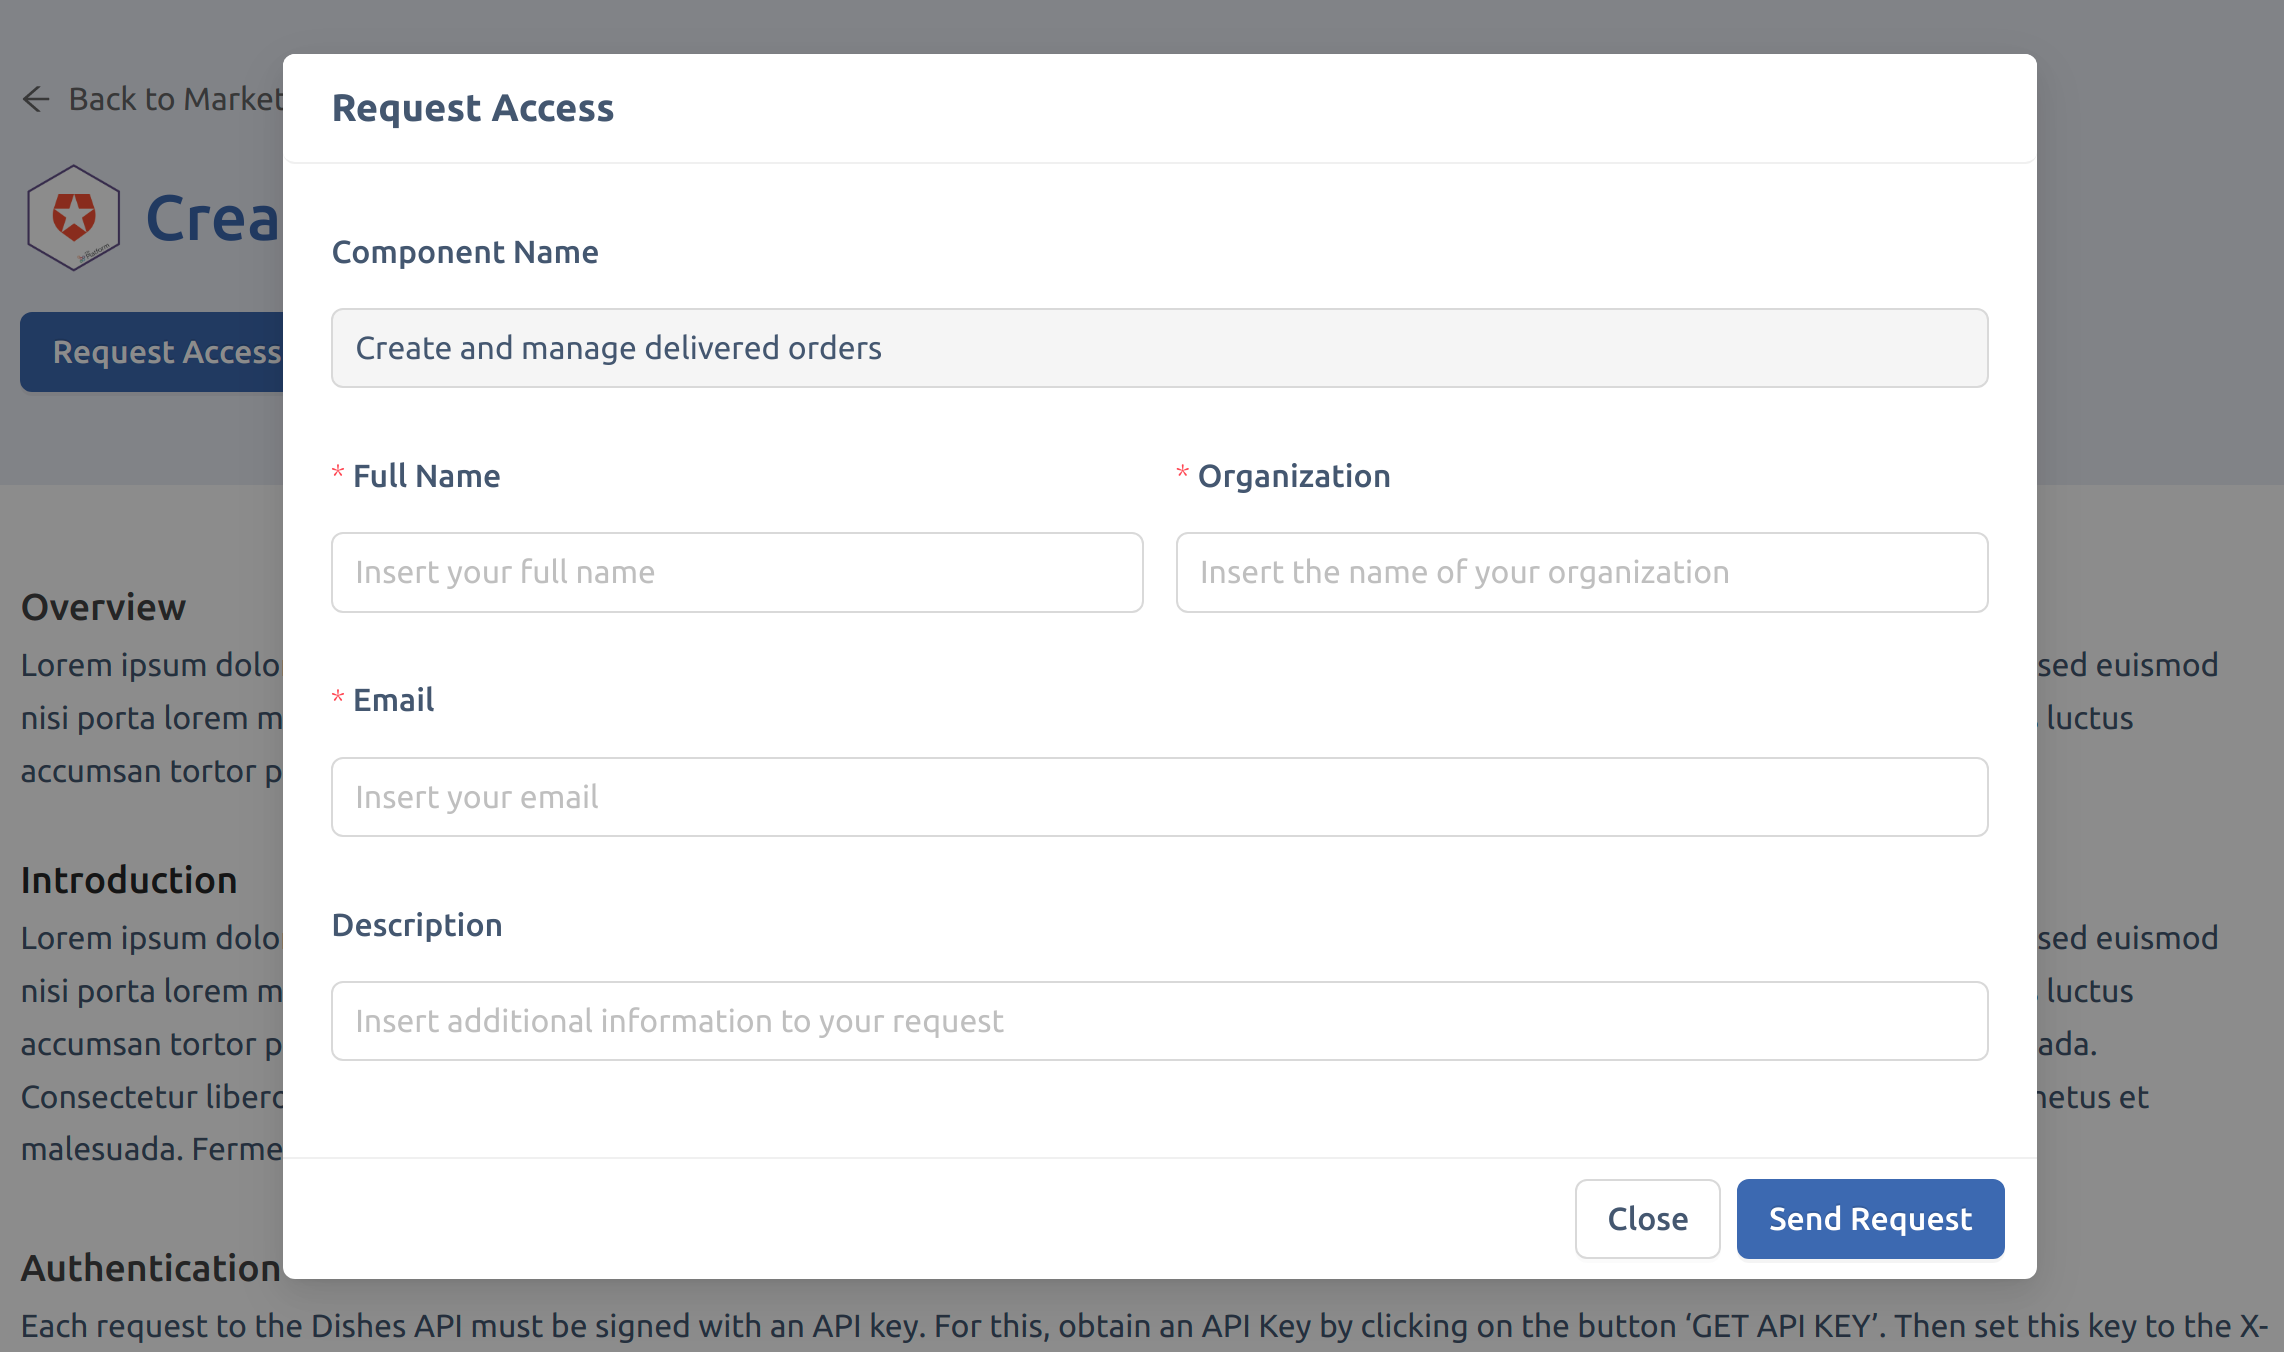 Back to Market
Crea
Request Access
Overview
Lorem ipsum
nisi porta lorem
accumsan tortor
Introduction
Lorem ipsum
nisi porta lorem
accumsan tortor
Consectetur
malesuada.
Authentication
Each request to the Dishes API must be signed with an API key. For this, obtain an API Key by clicking on the button ‘GET API KEY’. Then set this key to the X-
Request Access
Component Name
Create and manage delivered orders
* Full Name
* Organization
Insert your full name
Insert the name of your organization
* Email
Insert your email
Description
Insert additional information to your request
Close
Send Request
sed euismod
luctus
sed euismod
luctus
ada.
et